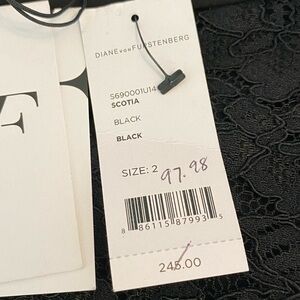 F
DIANE VON FURSTENBERG
S690001U14
SCOTIA
BLACK
BLACK
SIZE: 2 97.98
8 86115 87993 5
245.00